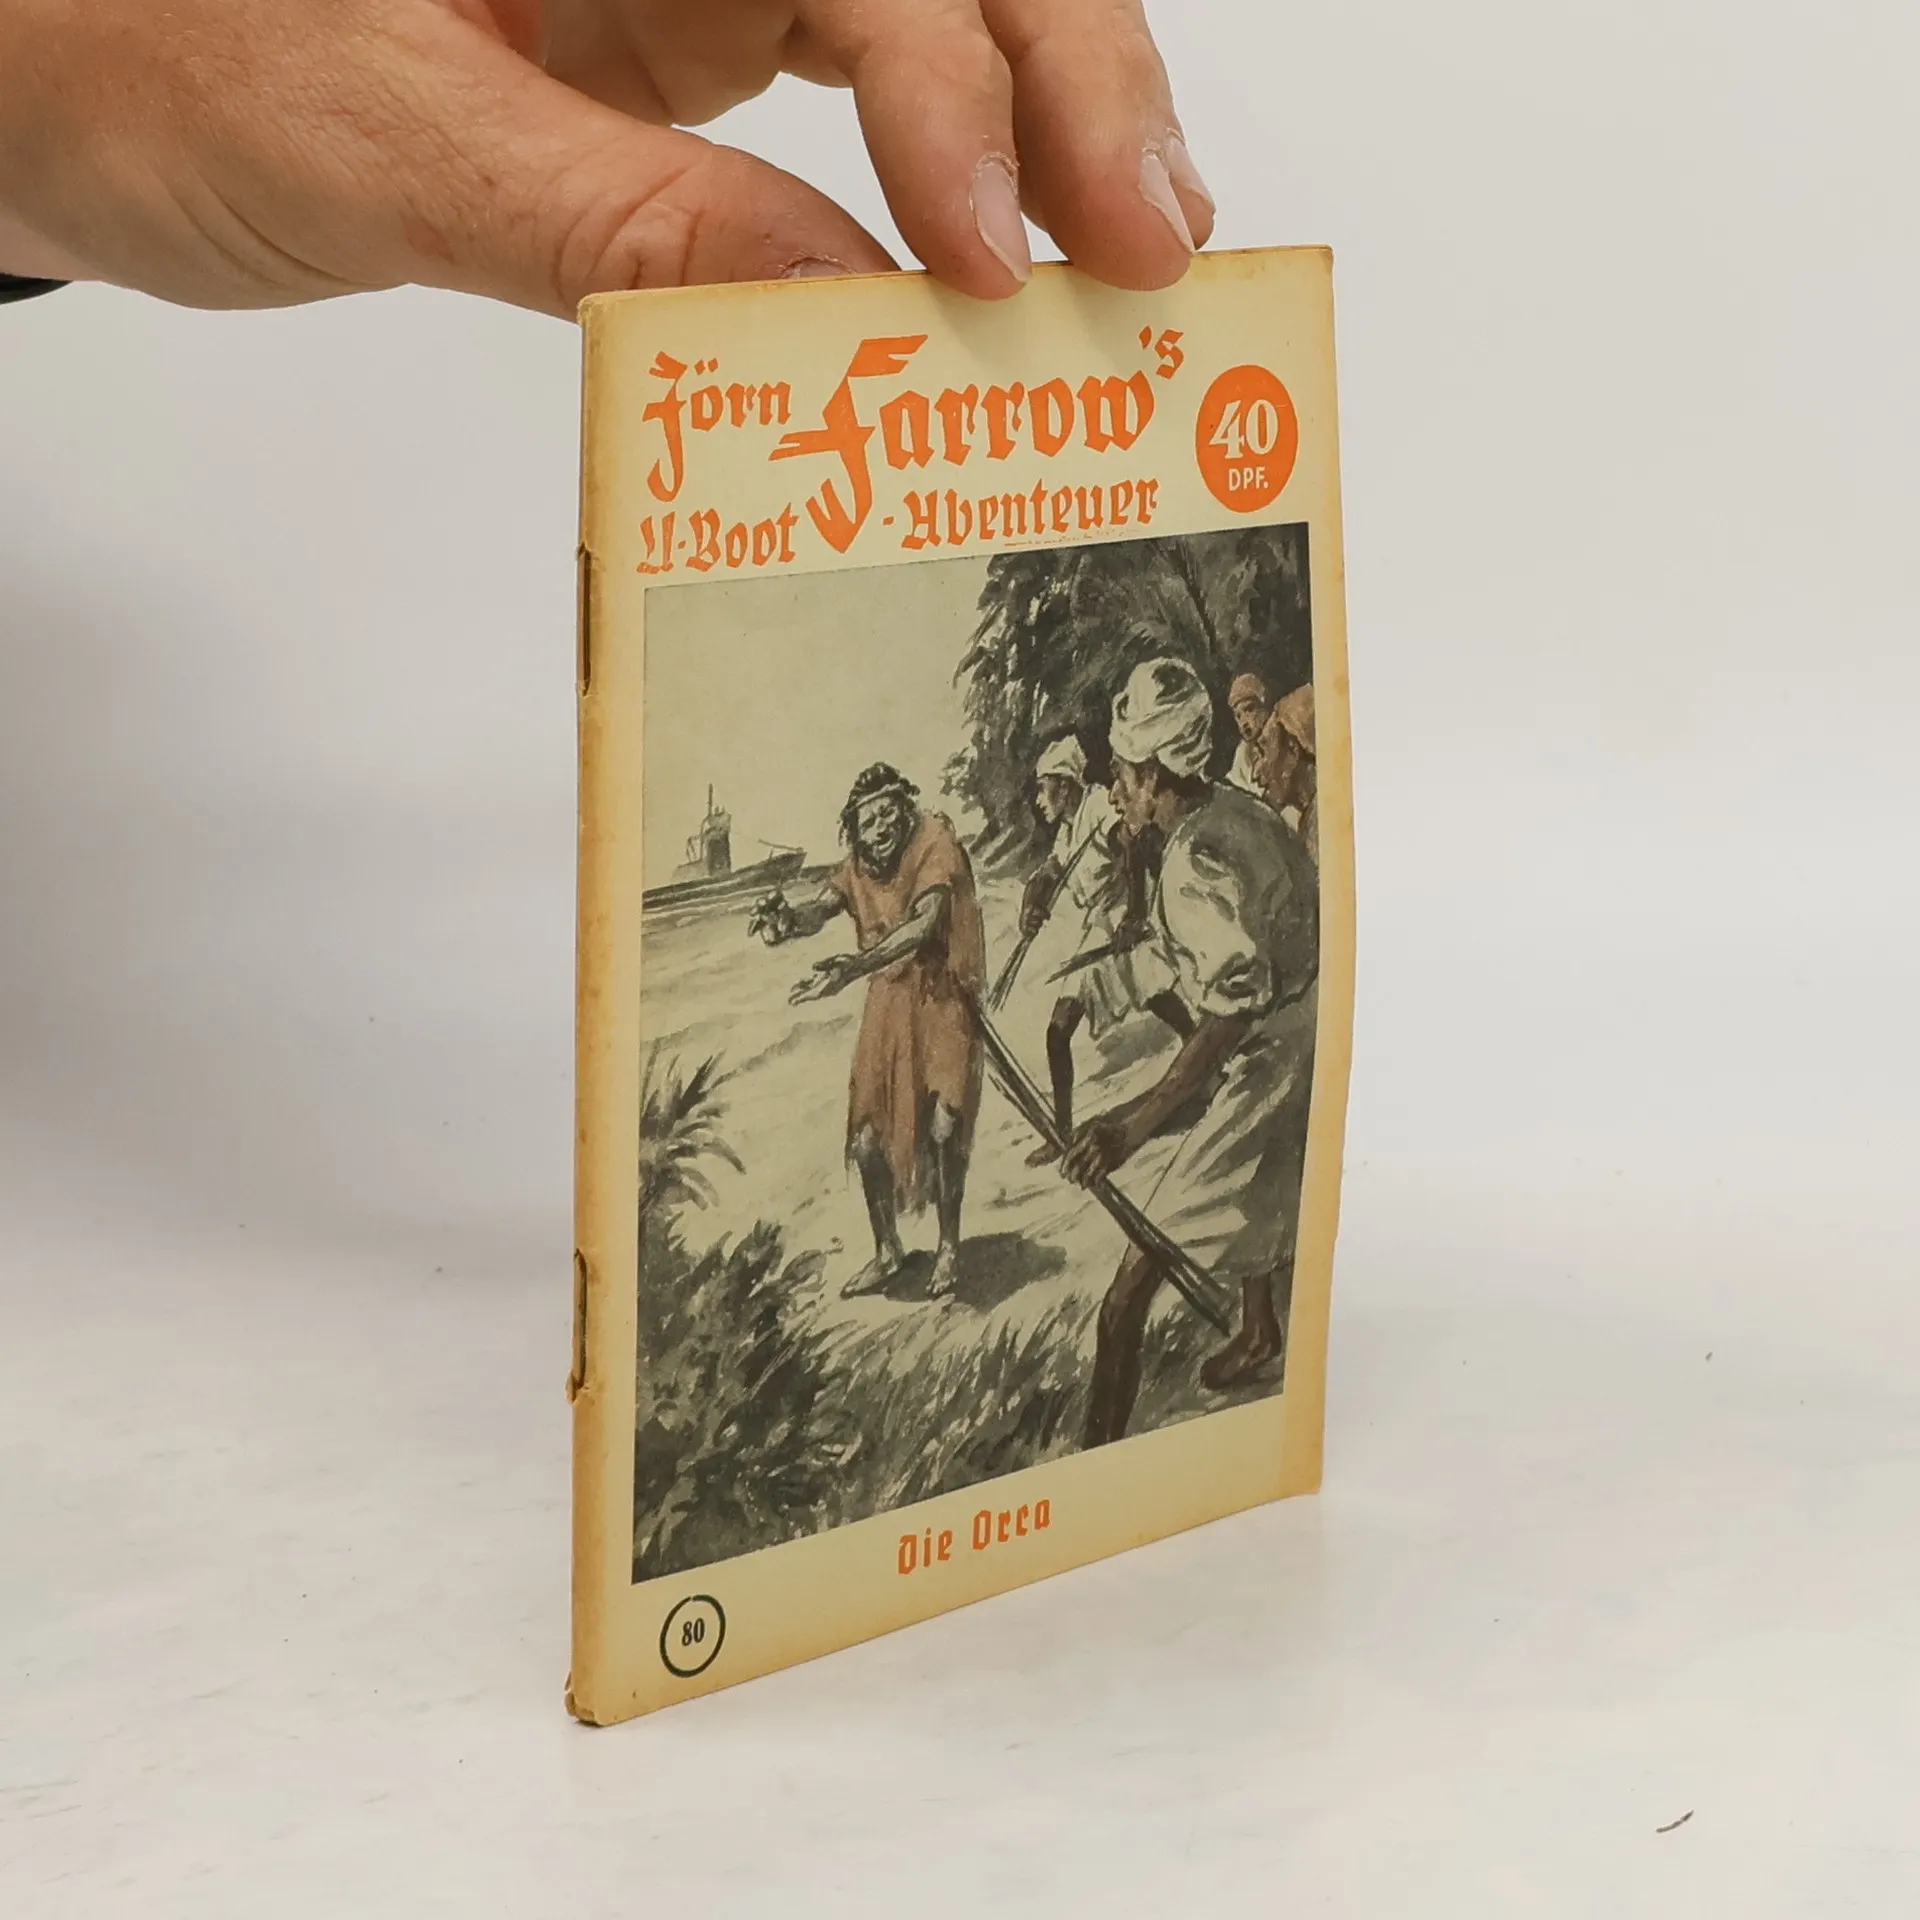 Jörn Farrow's
U-Boot-Abenteuer
40
DPF.
Die Orca
80